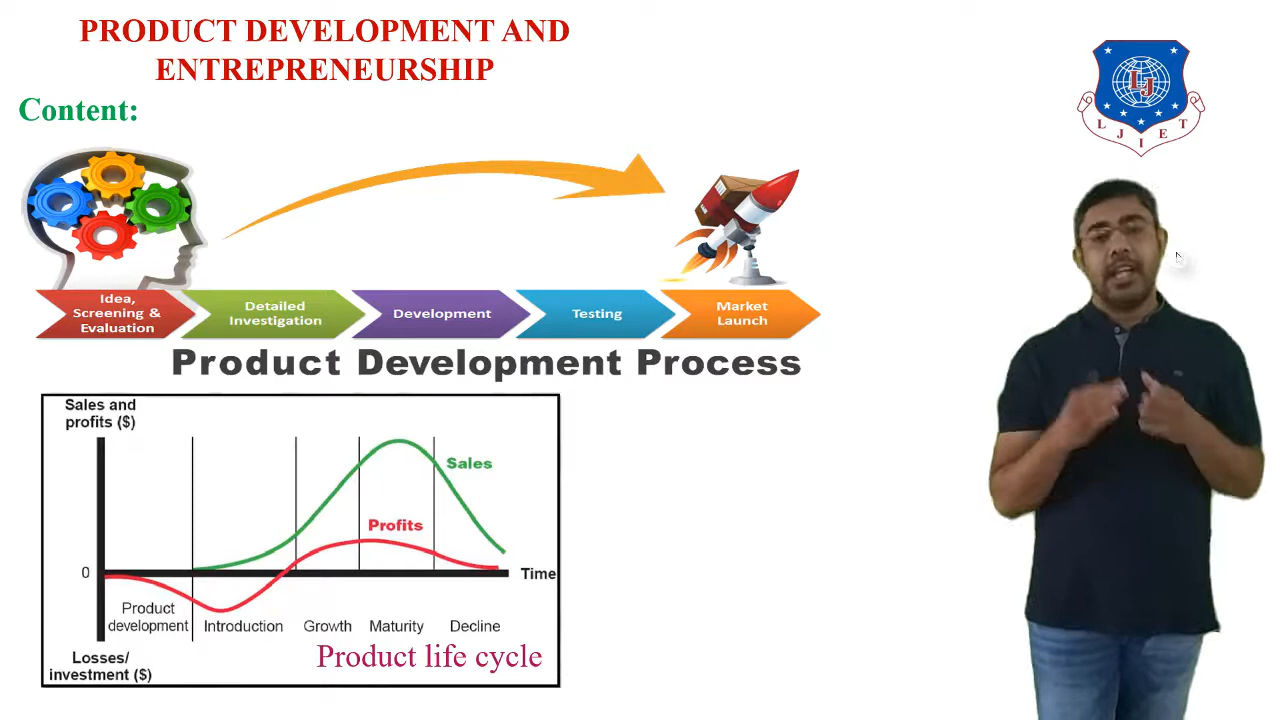 PRODUCT DEVELOPMENT AND
ENTREPRENEURSHIP
Content:
L J I E T
LJ
Idea,
Screening &
Evaluation
Detailed
Investigation
Development
Testing
Market
Launch
Product Development Process
Sales and
profits ($)
Sales
Profits
0
Time
Product
development
Introduction
Growth
Maturity
Decline
Losses/
investment ($)
Product life cycle